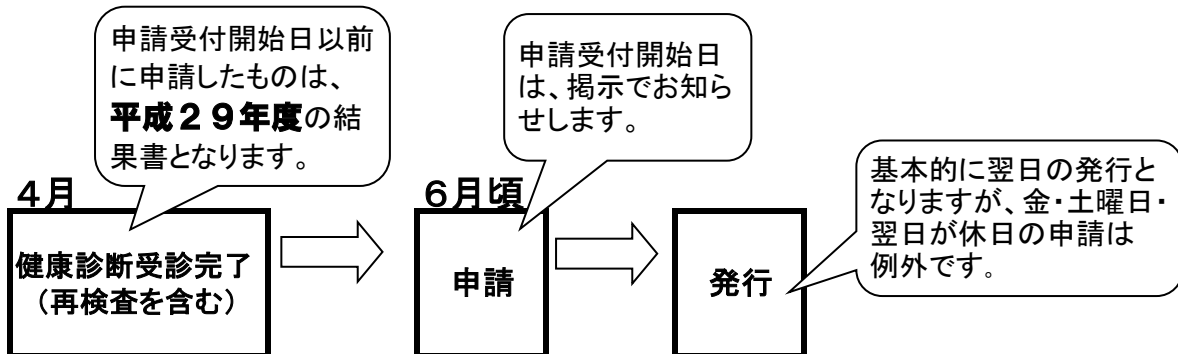 申請受付開始日以前
に申請したものは、
平成２９年度の結
果書となります。
申請受付開始日
は、掲示でお知ら
せします。
基本的に翌日の発行と
なりますが、金・土曜日・
翌日が休日の申請は
例外です。
４月
６月頃
健康診断受診完了
（再検査を含む）
申請
発行